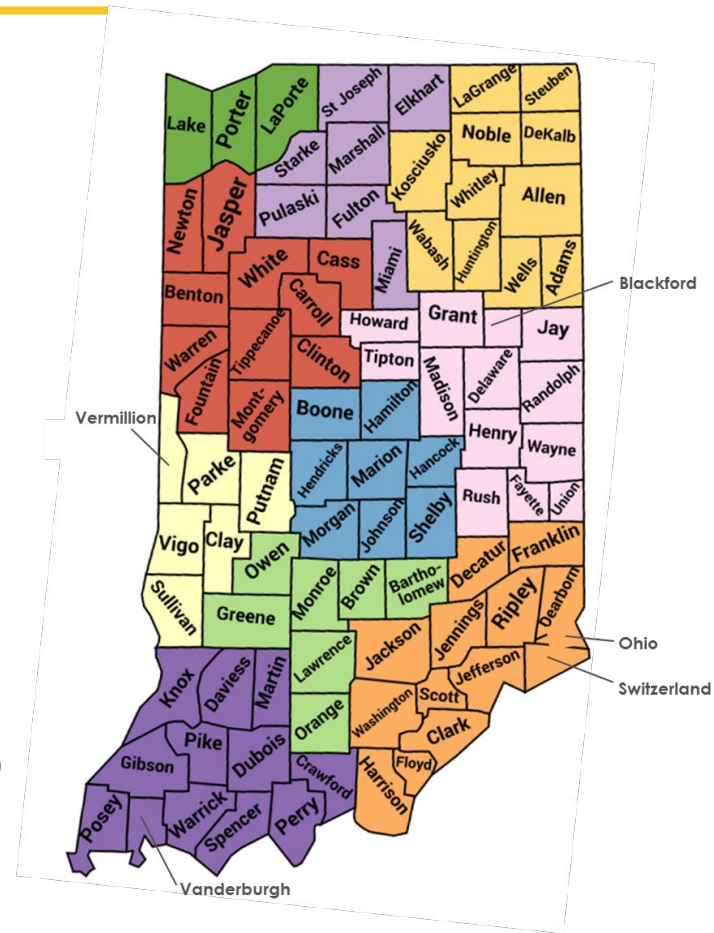 Lake
Porter
LaPorte
St Joseph
Elkhart
LaGrange
Steuben
Noble
DeKalb
Starke
Marshall
Kosciusko
Whitley
Allen
Newton
Jasper
Pulaski
Fulton
Miami
Wabash
Huntington
Wells
Adams
White
Cass
Benton
Carroll
Howard
Grant
Blackford
Jay
Warren
Tippecanoe
Clinton
Tipton
Madison
Delaware
Randolph
Fountain
Mont-
gomery
Boone
Hamilton
Henry
Wayne
Vermillion
Parke
Putnam
Hendricks
Marion
Hancock
Rush
Fayette
Union
Vigo
Clay
Owen
Morgan
Johnson
Shelby
Decatur
Franklin
Sullivan
Greene
Monroe
Brown
Bartho-
lomew
Jennings
Ripley
Dearborn
Ohio
Switzerland
Knox
Daviess
Martin
Lawrence
Jackson
Jefferson
Scott
Washington
Orange
Clark
Pike
Dubois
Gibson
Crawford
Floyd
Harrison
Posey
Warrick
Spencer
Perry
Vanderburgh
)